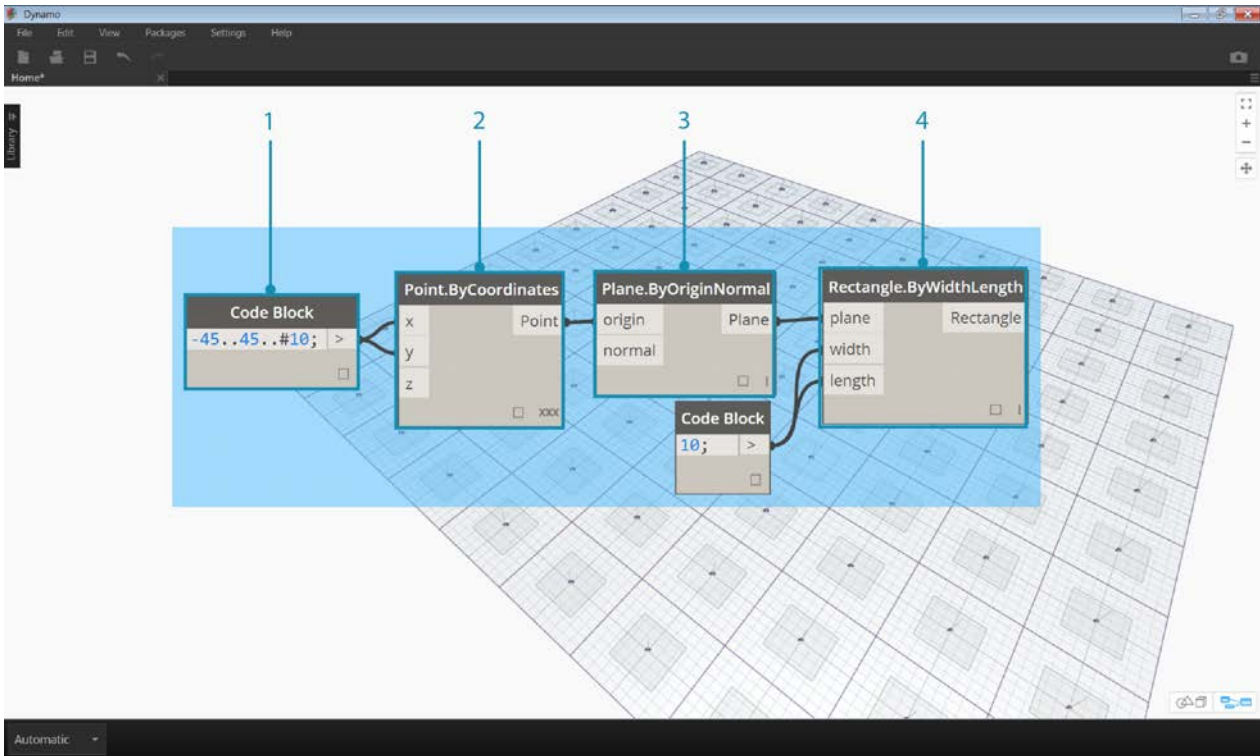 Dynamo
File Edit View Packages Settings Help
Home*
Library
1 2 3 4
Code Block
-45..45..#10; >
Point.ByCoordinates
x Point
y
z
xxx
Plane.ByOriginNormal
origin Plane
normal
Rectangle.ByWidthLength
plane Rectangle
width
length
Code Block
10; >
Automatic